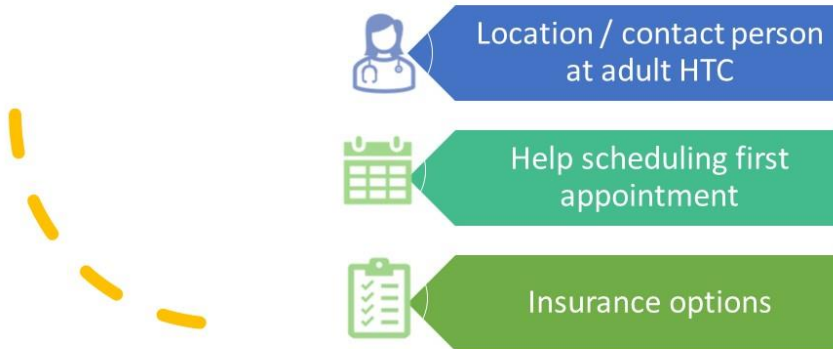 Location / contact person
at adult HTC
Help scheduling first
appointment
Insurance options